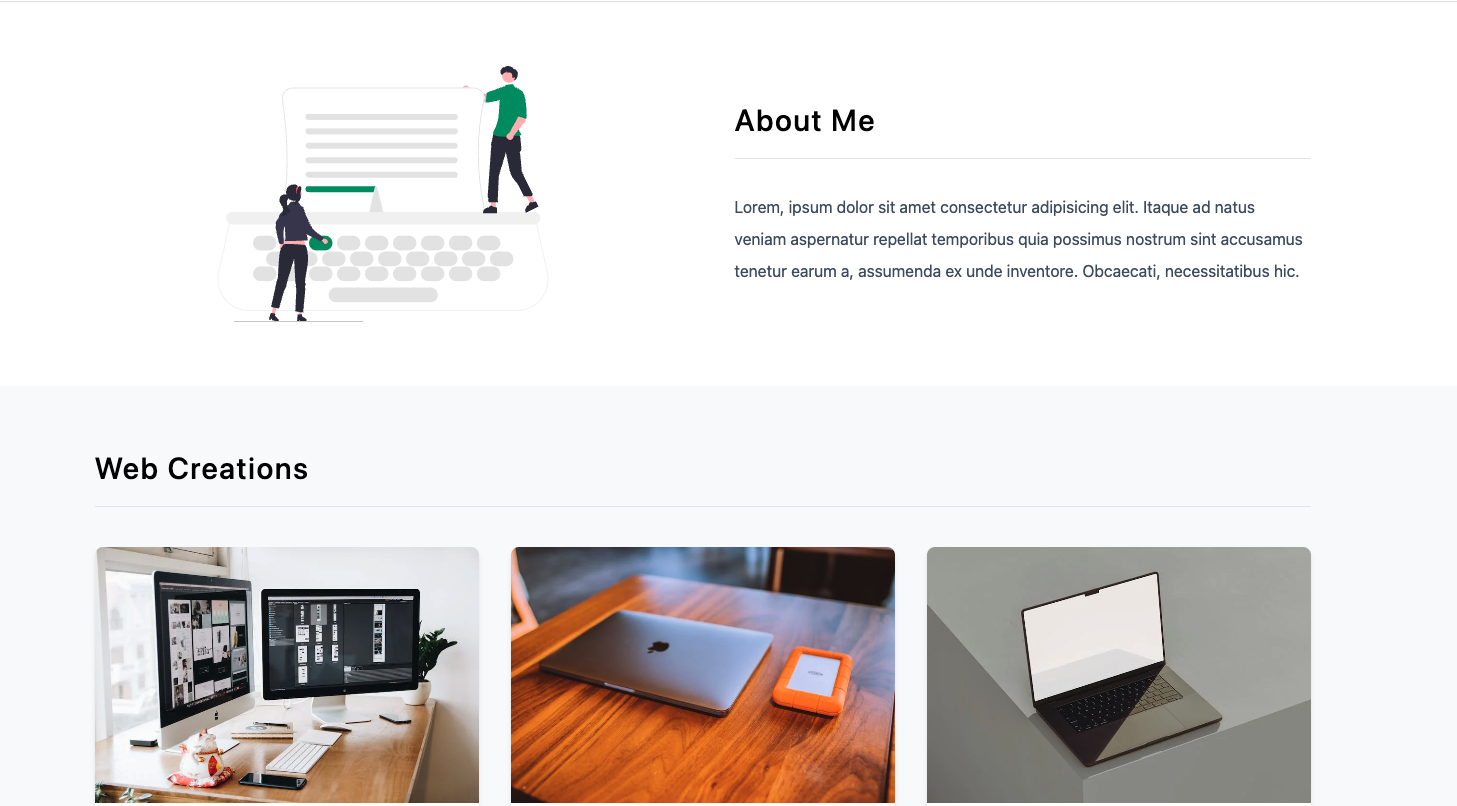 About Me
Lorem, ipsum dolor sit amet consectetur adipisicing elit. Itaque ad natus
veniam aspernatur repellat temporibus quia possimus nostrum sint accusamus
tenetur earum a, assumenda ex unde inventore. Obcaecati, necessitatibus hic.
Web Creations